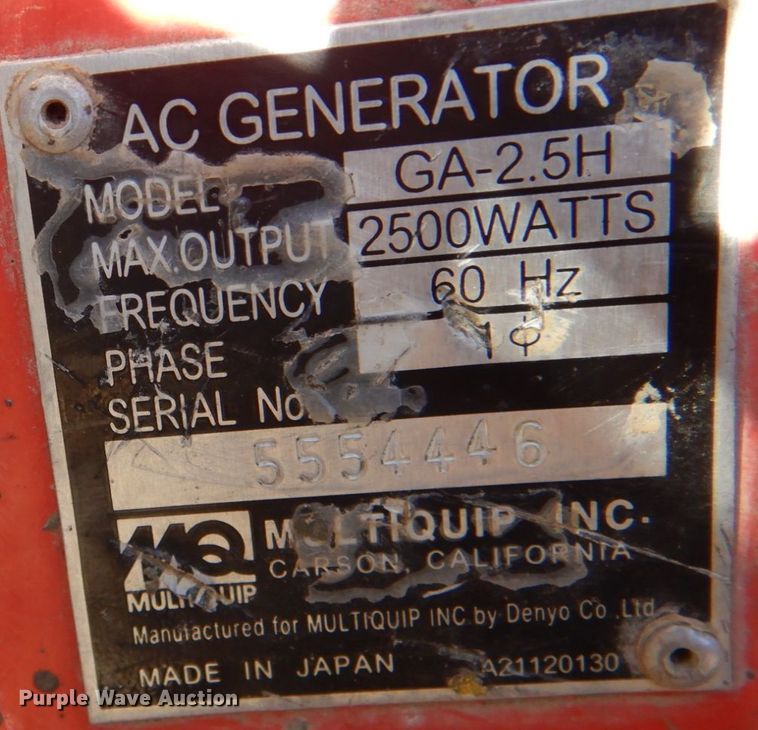 AC GENERATOR
MODEL GA-2.5H
MAX.OUTPUT 2500WATTS
FREQUENCY 60 Hz
PHASE 1ϕ
SERIAL No
5554446
MQ MULTIQUIP INC.
CARSON, CALIFORNIA
MULTIQUIP
Manufactured for MULTIQUIP INC by Denyo Co.,Ltd
MADE IN JAPAN A21120130
Purple Wave Auction